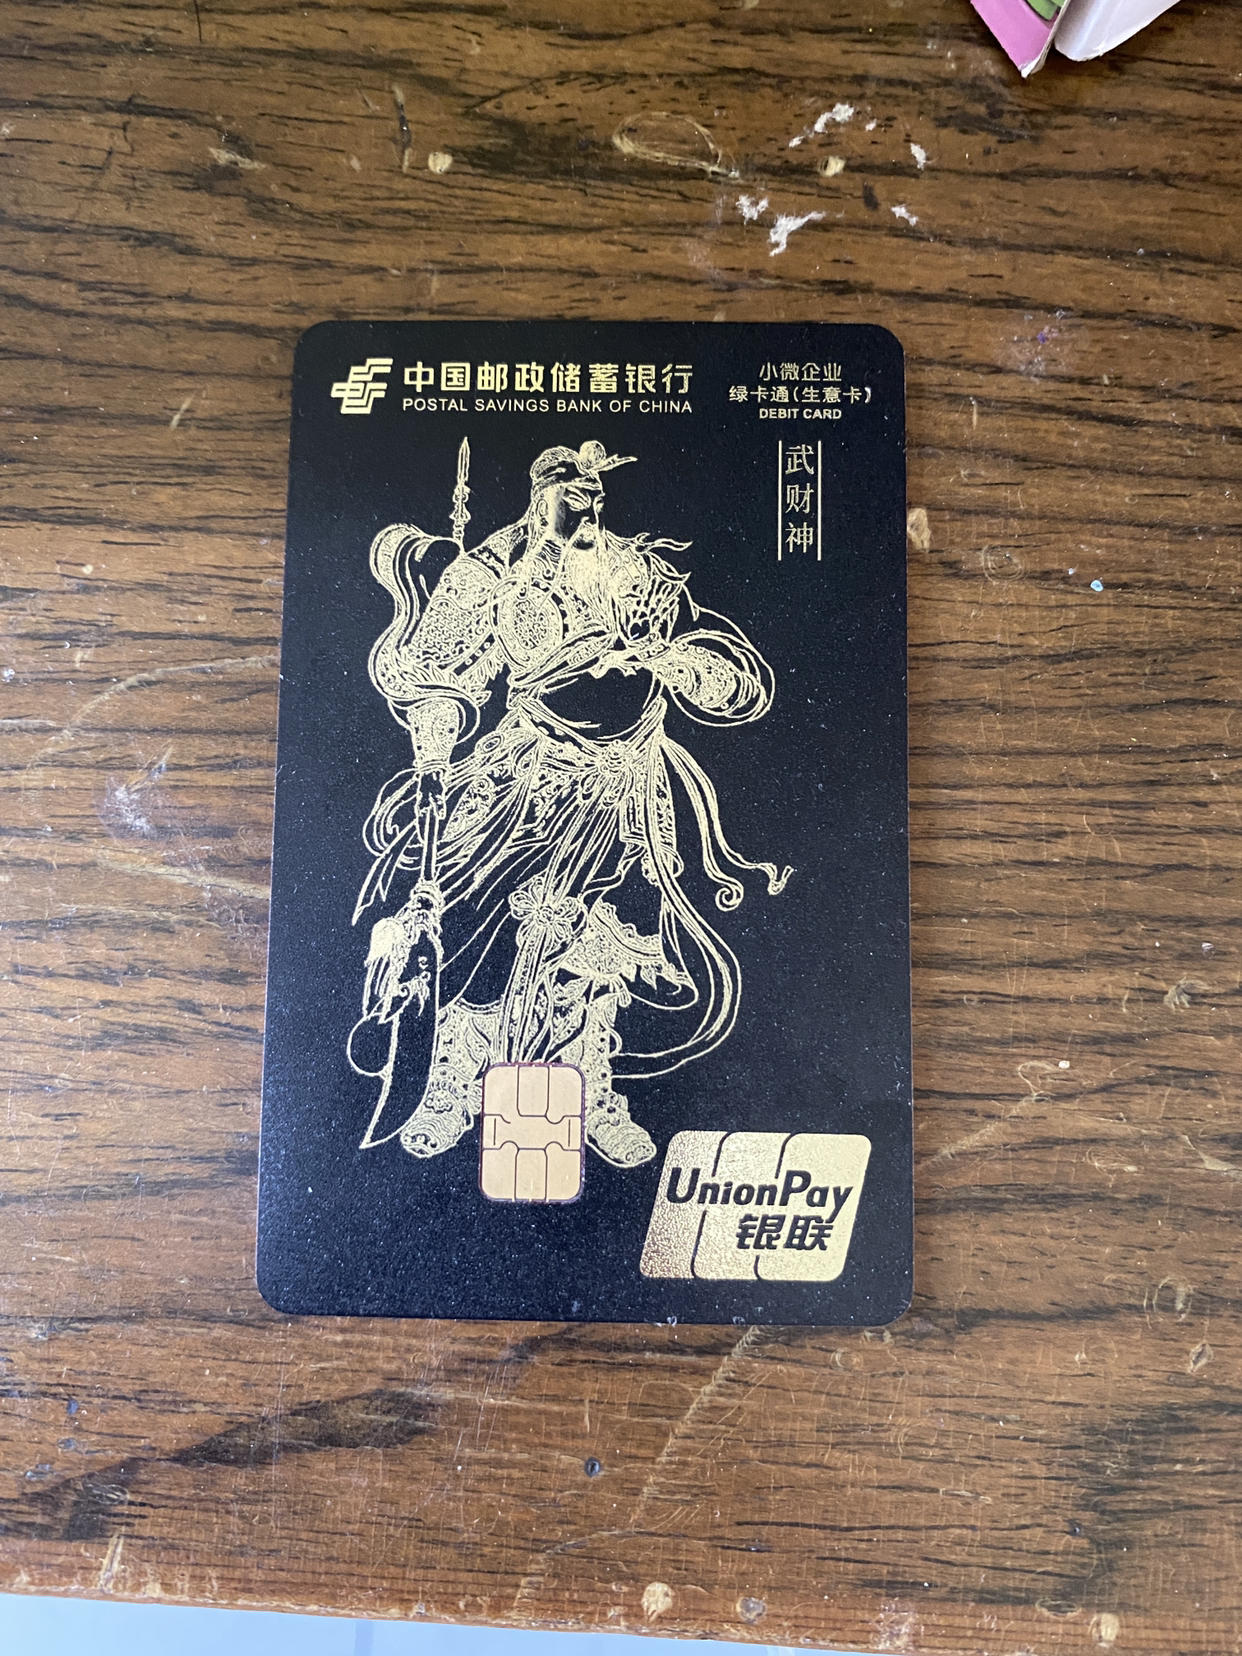 中国邮政储蓄银行
POSTAL SAVINGS BANK OF CHINA
小微企业
绿卡通(生意卡)
DEBIT CARD
武财神
UnionPay
银联